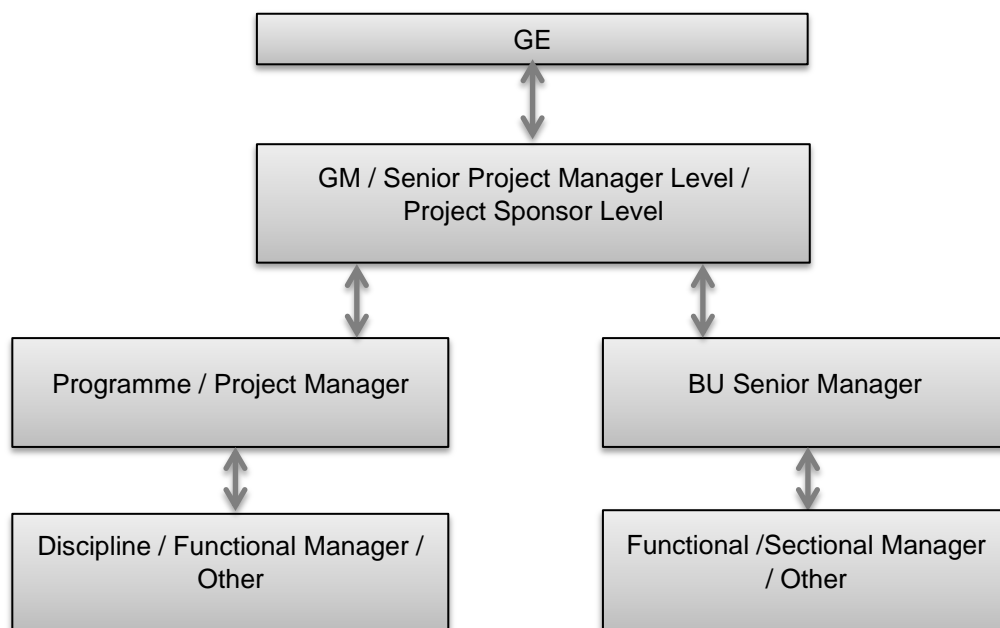 GE
GM / Senior Project Manager Level /
Project Sponsor Level
Programme / Project Manager
BU Senior Manager
Discipline / Functional Manager /
Other
Functional /Sectional Manager
/ Other